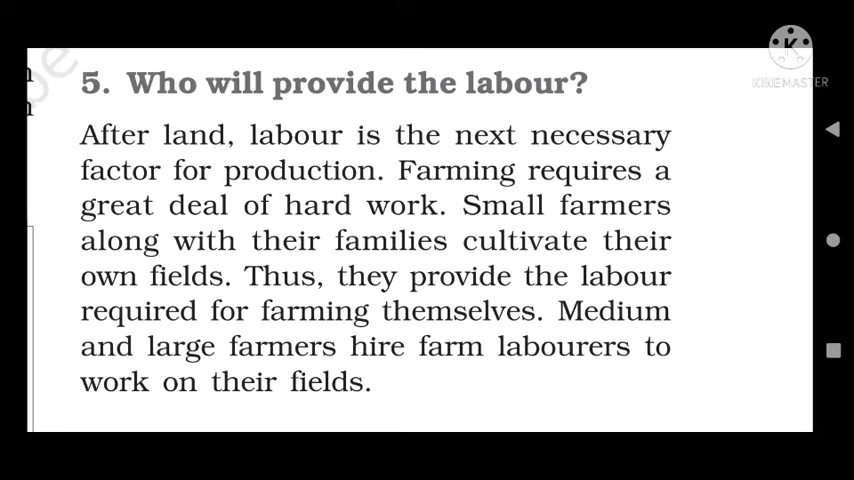 5. Who will provide the labour?
After land, labour is the next necessary
factor for production. Farming requires a
great deal of hard work. Small farmers
along with their families cultivate their
own fields. Thus, they provide the labour
required for farming themselves. Medium
and large farmers hire farm labourers to
work on their fields.
KINEMASTER